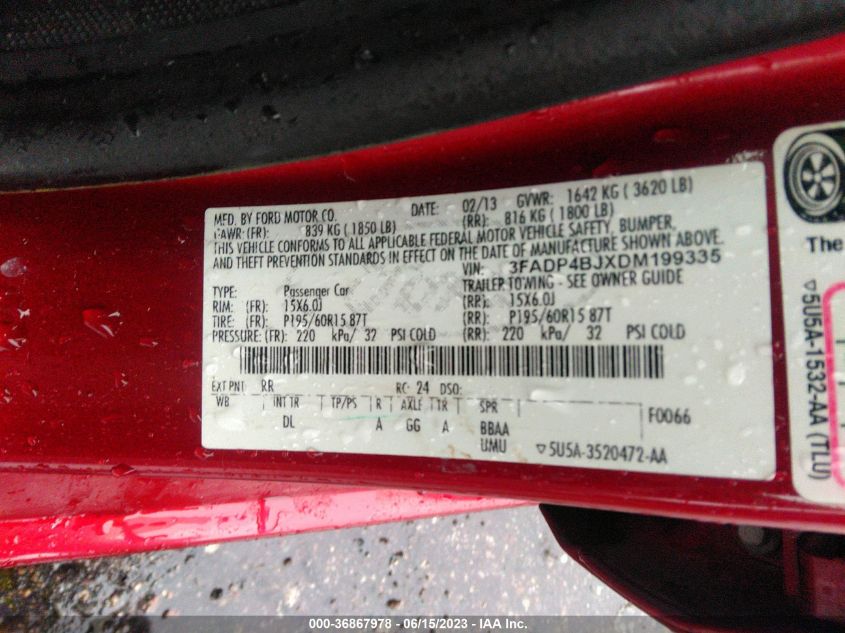 MFD. BY FORD MOTOR CO. DATE: 02/13 GVWR: 1642 KG ( 3620 LB)
GAWR: (FR): 839 KG ( 1850 LB) (RR): 816 KG ( 1800 LB)
THIS VEHICLE CONFORMS TO ALL APPLICABLE FEDERAL MOTOR VEHICLE SAFETY, BUMPER,
AND THEFT PREVENTION STANDARDS IN EFFECT ON THE DATE OF MANUFACTURE SHOWN ABOVE.
VIN: 3FADP4BJXDM199335
TYPE: Passenger Car TRAILER TOWING - SEE OWNER GUIDE
RIM: (FR): 15X6.0J (RR): 15X6.0J
TIRE: (FR): P195/60R15 87T (RR): P195/60R15 87T
PRESSURE: (FR): 220 kPa/ 32 PSI COLD (RR): 220 kPa/ 32 PSI COLD
EXT PNT: RR RC: 24 DSO:
WB INT TR TP/PS R AXLE TR SPR F0066
DL A GG A BBAA
UMU ▽5U5A-3520472-AA
The
▽5U5A-1532-AA (TLU)
000-36867978 - 06/15/2023 - IAA Inc.